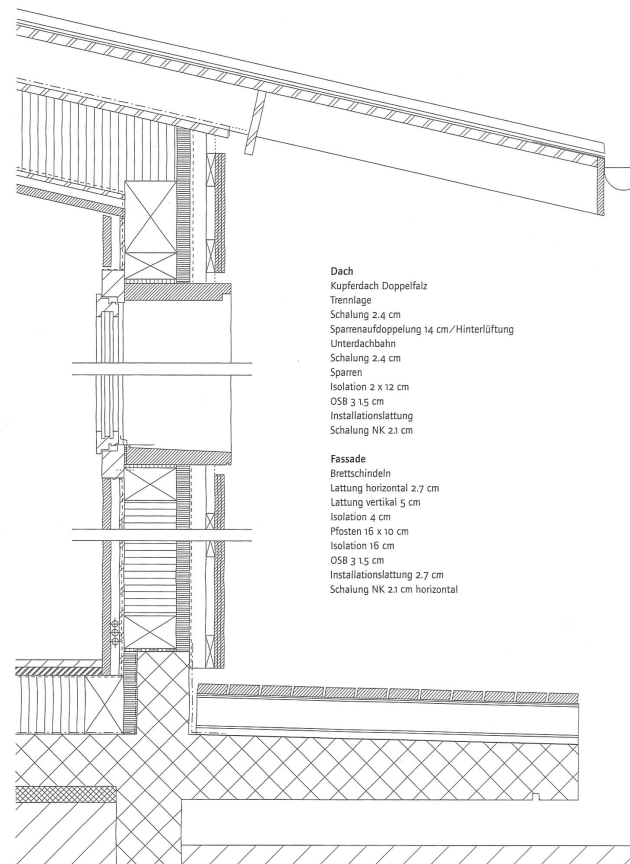 Dach
Kupferdach Doppelfalz
Trennlage
Schalung 2.4 cm
Sparrenaufdoppelung 14 cm/Hinterlüftung
Unterdachbahn
Schalung 2.4 cm
Sparren
Isolation 2 x 12 cm
OSB 3 1.5 cm
Installationslattung
Schalung NK 2.1 cm
Fassade
Brettschindeln
Lattung horizontal 2.7 cm
Lattung vertikal 5 cm
Isolation 4 cm
Pfosten 16 x 10 cm
Isolation 16 cm
OSB 3 1.5 cm
Installationslattung 2.7 cm
Schalung NK 2.1 cm horizontal